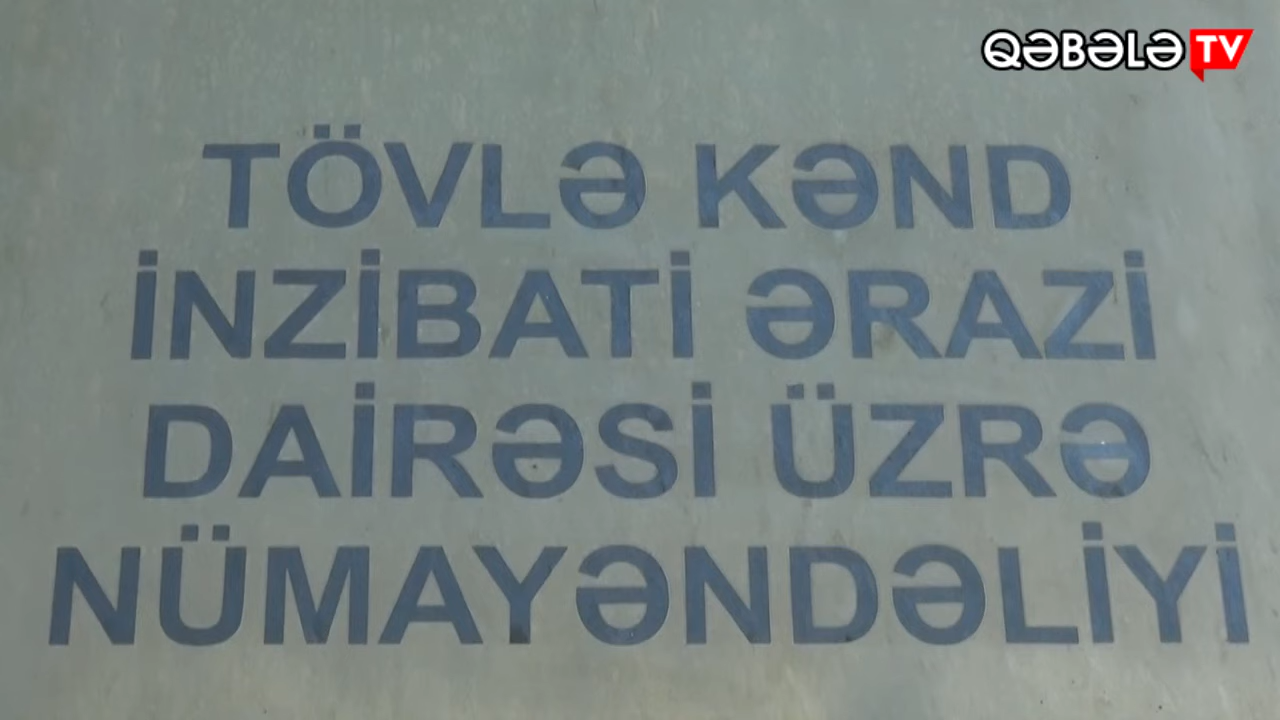 QƏBƏLƏ TV
TÖVLƏ KƏND
İNZİBATİ ƏRAZİ
DAİRƏSİ ÜZRƏ
NÜMAYƏNDƏLİYİ